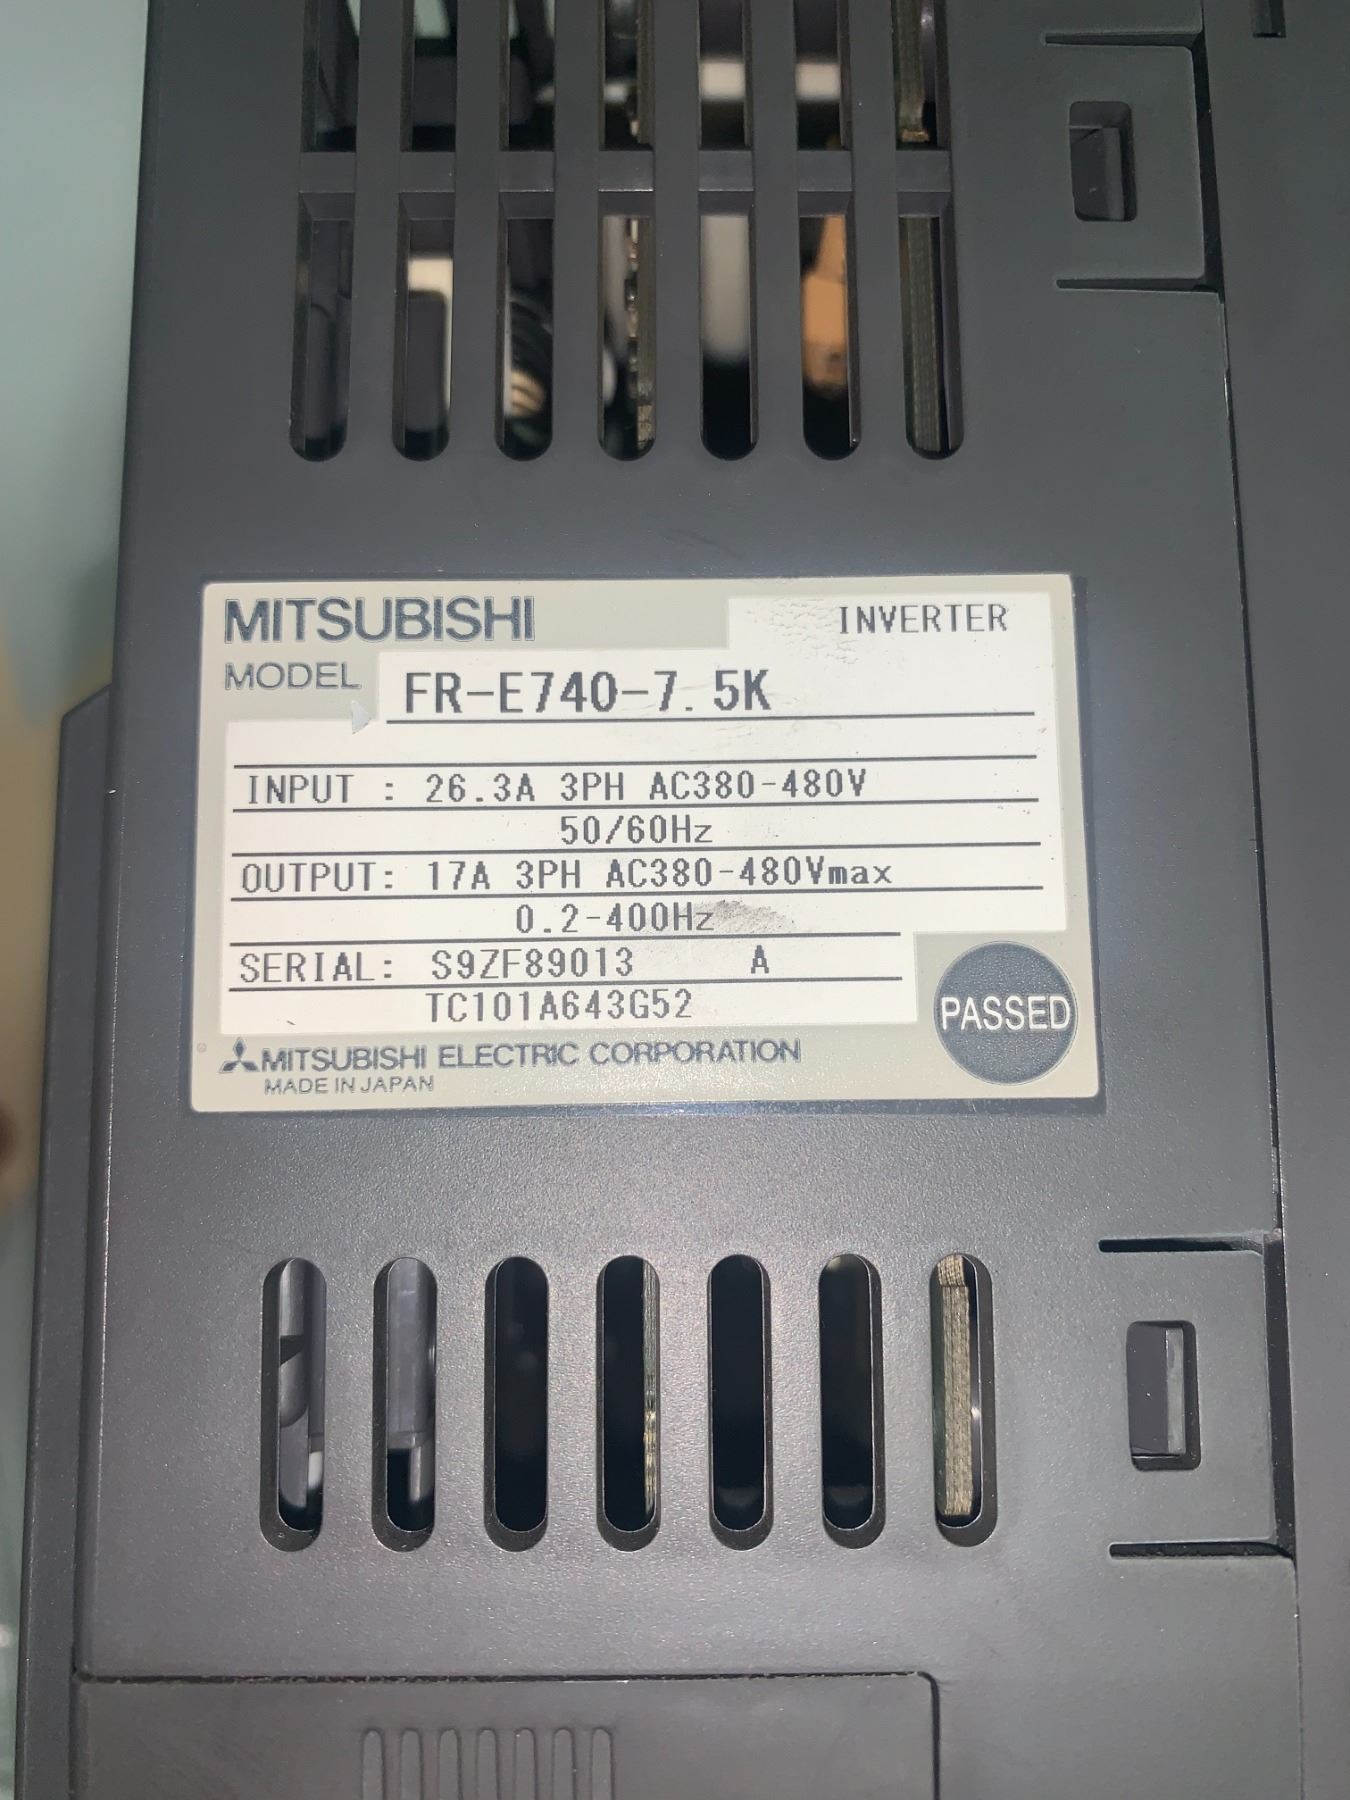 MITSUBISHI INVERTER
MODEL FR-E740-7.5K
INPUT : 26.3A 3PH AC380-480V
50/60Hz
OUTPUT: 17A 3PH AC380-480Vmax
0.2-400Hz
SERIAL: S9ZF89013 A
TC101A643G52
PASSED
MITSUBISHI ELECTRIC CORPORATION
MADE IN JAPAN